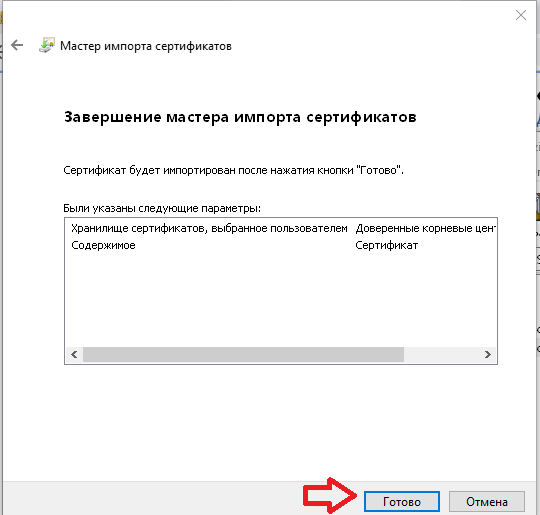 Мастер импорта сертификатов
Завершение мастера импорта сертификатов
Сертификат будет импортирован после нажатия кнопки "Готово".
Были указаны следующие параметры:
Хранилище сертификатов, выбранное пользователем Доверенные корневые цент
Содержимое Сертификат
Готово Отмена